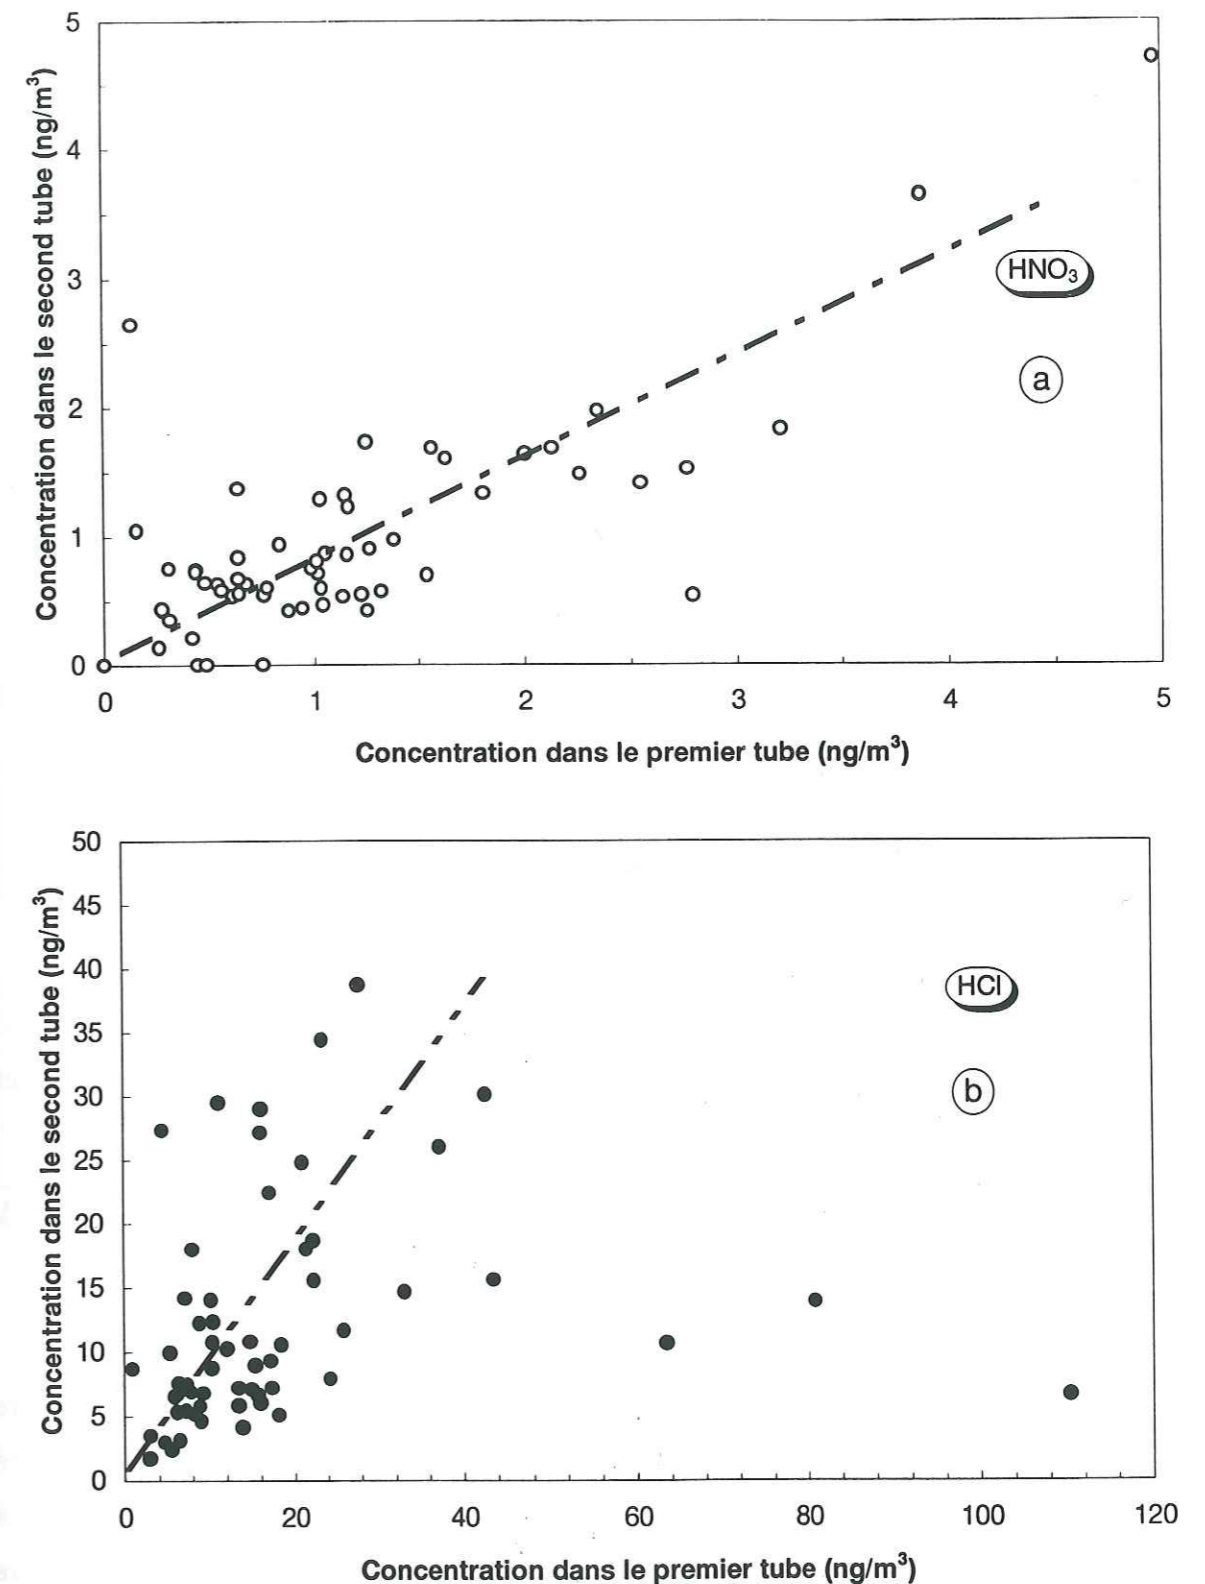 5
4
3
2
1
0
Concentration dans le second tube (ng/m³)
HNO₃
a
0 1 2 3 4 5
Concentration dans le premier tube (ng/m³)
50
45
40
35
30
25
20
15
10
5
0
Concentration dans le second tube (ng/m³)
HCl
b
0 20 40 60 80 100 120
Concentration dans le premier tube (ng/m³)